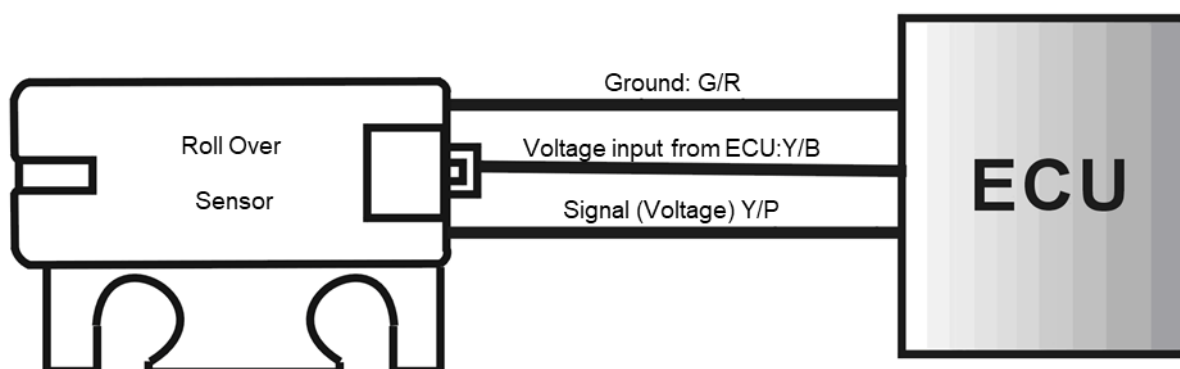 Ground: G/R
Roll Over
Sensor
Voltage input from ECU:Y/B
Signal (Voltage) Y/P
ECU